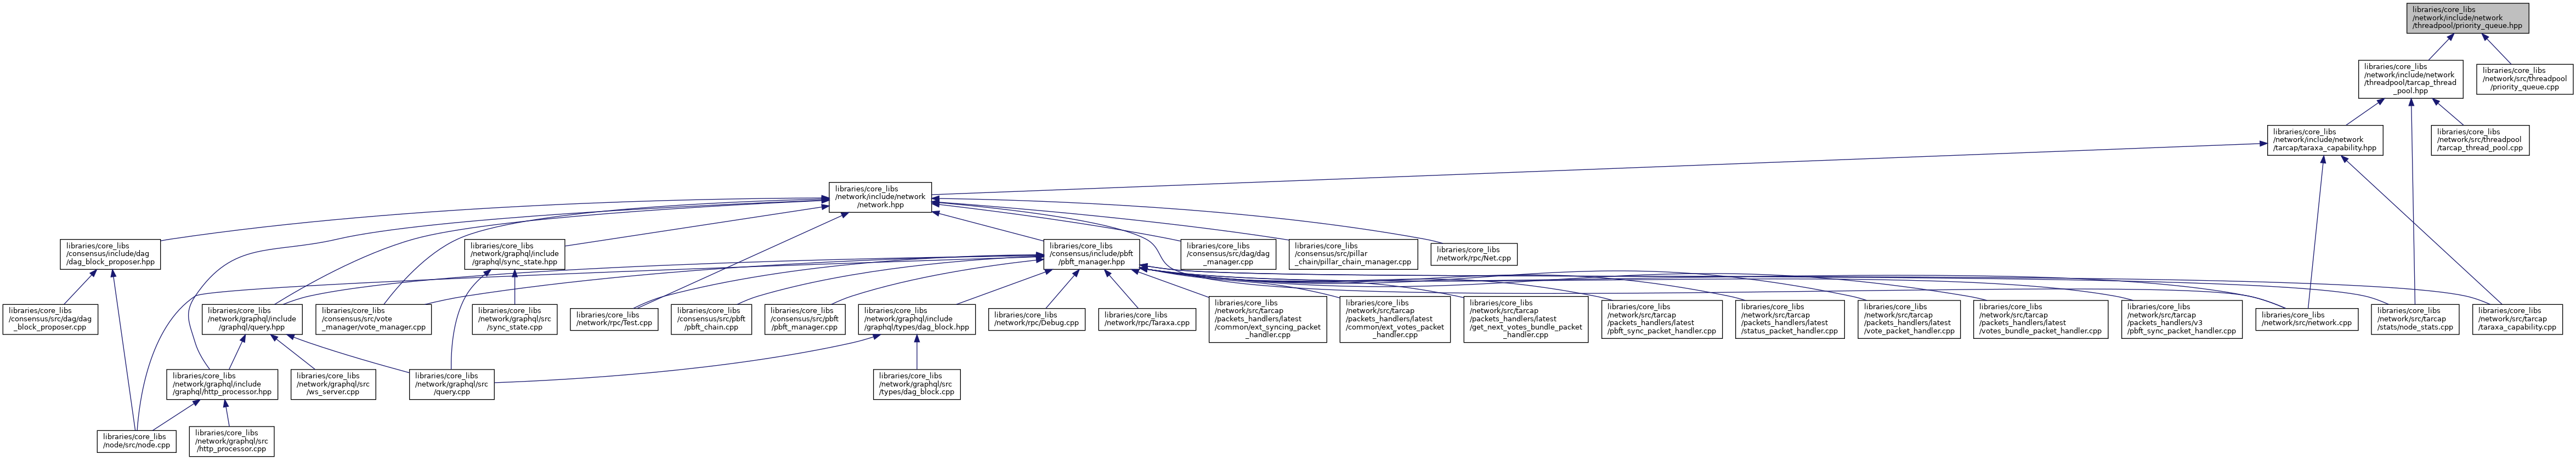 libraries/core_libs
/network/include/network
/threadpool/priority_queue.hpp
libraries/core_libs
/network/include/network
/threadpool/tarcap_thread
_pool.hpp
libraries/core_libs
/network/src/threadpool
/priority_queue.cpp
libraries/core_libs
/network/include/network
/tarcap/taraxa_capability.hpp
libraries/core_libs
/network/src/threadpool
/tarcap_thread_pool.cpp
libraries/core_libs
/network/include/network
/network.hpp
libraries/core_libs
/consensus/include/dag
/dag_block_proposer.hpp
libraries/core_libs
/network/graphql/include
/graphql/sync_state.hpp
libraries/core_libs
/consensus/include/pbft
/pbft_manager.hpp
libraries/core_libs
/consensus/src/dag/dag
_manager.cpp
libraries/core_libs
/consensus/src/pillar
_chain/pillar_chain_manager.cpp
libraries/core_libs
/network/rpc/Net.cpp
libraries/core_libs
/consensus/src/dag/dag
_block_proposer.cpp
libraries/core_libs
/network/graphql/include
/graphql/query.hpp
libraries/core_libs
/consensus/src/vote
_manager/vote_manager.cpp
libraries/core_libs
/network/graphql/src
/sync_state.cpp
libraries/core_libs
/network/rpc/Test.cpp
libraries/core_libs
/consensus/src/pbft
/pbft_chain.cpp
libraries/core_libs
/consensus/src/pbft
/pbft_manager.cpp
libraries/core_libs
/network/graphql/include
/graphql/types/dag_block.hpp
libraries/core_libs
/network/rpc/Debug.cpp
libraries/core_libs
/network/rpc/Taraxa.cpp
libraries/core_libs
/network/src/tarcap
/packets_handlers/latest
/common/ext_syncing_packet
_handler.cpp
libraries/core_libs
/network/src/tarcap
/packets_handlers/latest
/common/ext_votes_packet
_handler.cpp
libraries/core_libs
/network/src/tarcap
/packets_handlers/latest
/get_next_votes_bundle_packet
_handler.cpp
libraries/core_libs
/network/src/tarcap
/packets_handlers/latest
/pbft_sync_packet_handler.cpp
libraries/core_libs
/network/src/tarcap
/packets_handlers/latest
/status_packet_handler.cpp
libraries/core_libs
/network/src/tarcap
/packets_handlers/latest
/vote_packet_handler.cpp
libraries/core_libs
/network/src/tarcap
/packets_handlers/latest
/votes_bundle_packet_handler.cpp
libraries/core_libs
/network/src/tarcap
/packets_handlers/v3
/pbft_sync_packet_handler.cpp
libraries/core_libs
/network/src/network.cpp
libraries/core_libs
/network/src/tarcap
/stats/node_stats.cpp
libraries/core_libs
/network/src/tarcap
/taraxa_capability.cpp
libraries/core_libs
/network/graphql/include
/graphql/http_processor.hpp
libraries/core_libs
/network/graphql/src
/ws_server.cpp
libraries/core_libs
/network/graphql/src
/query.cpp
libraries/core_libs
/network/graphql/src
/types/dag_block.cpp
libraries/core_libs
/node/src/node.cpp
libraries/core_libs
/network/graphql/src
/http_processor.cpp